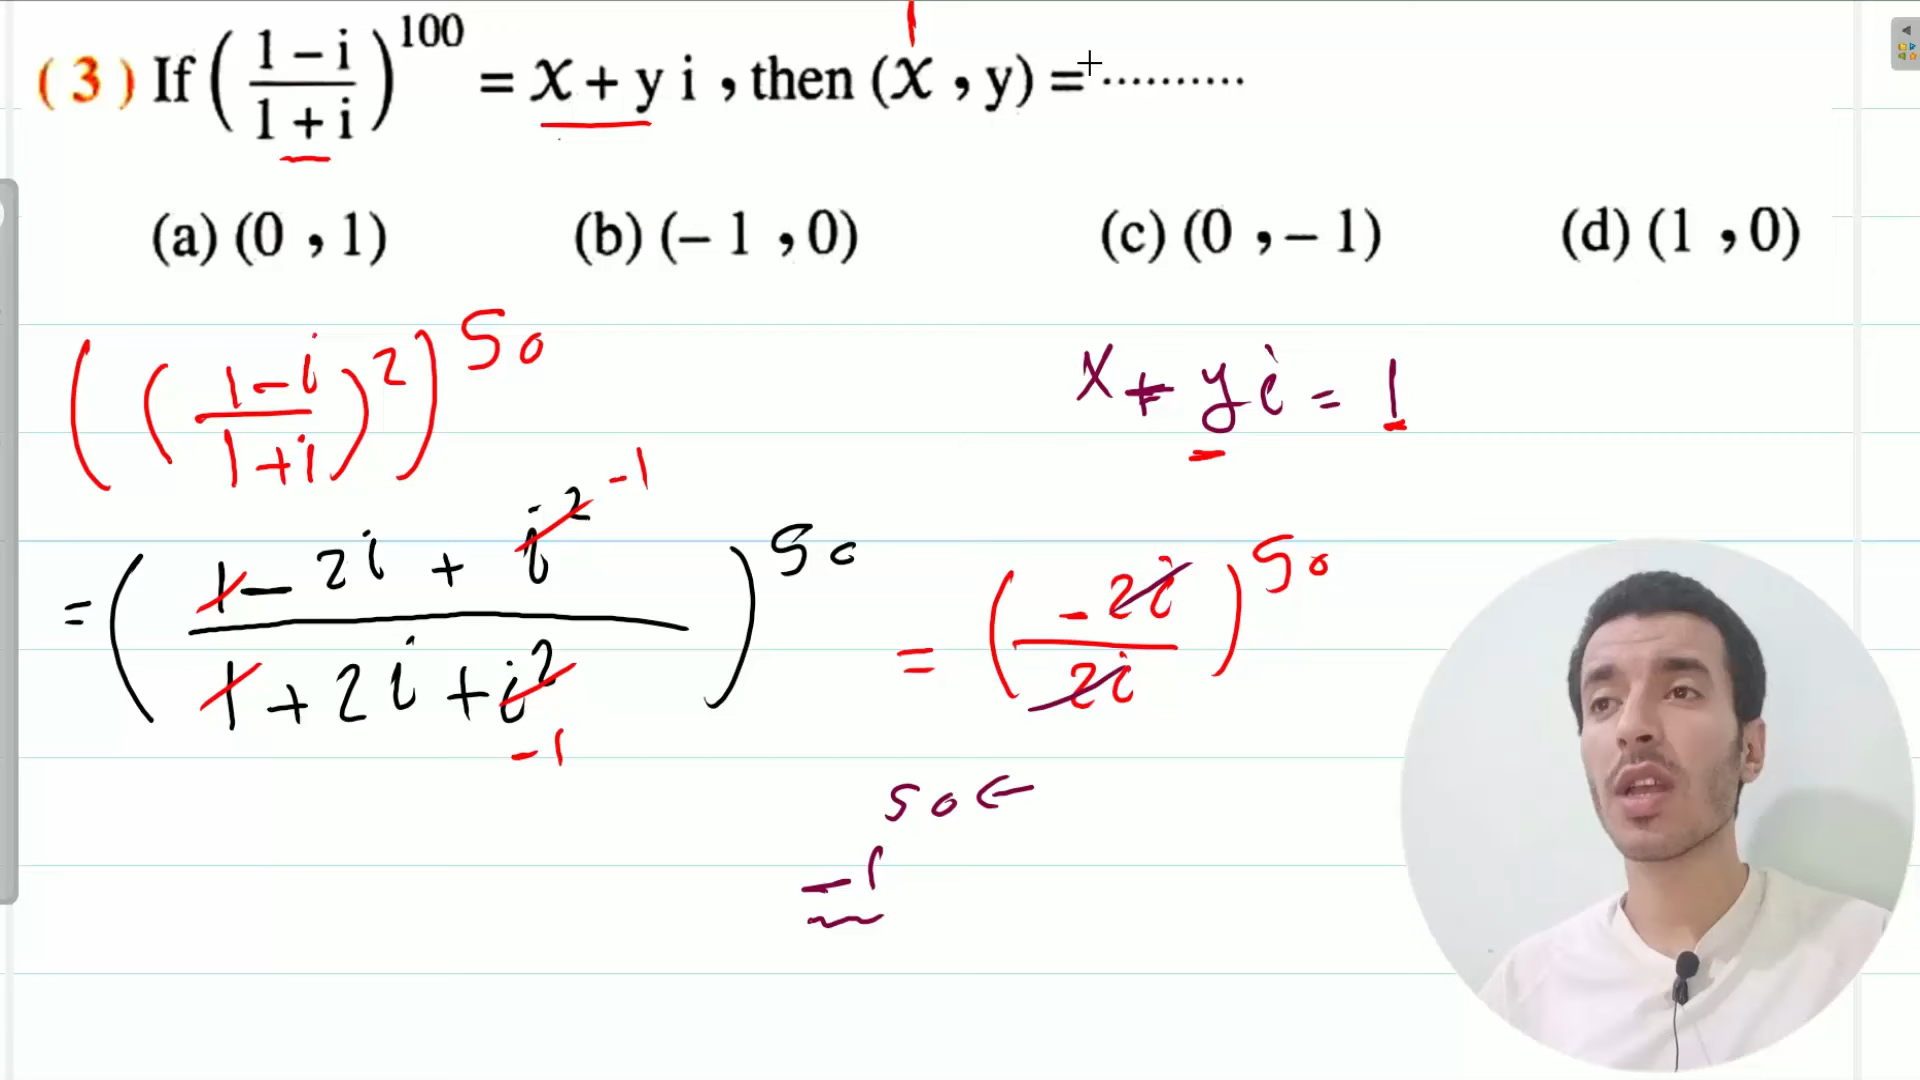 (3) If ((1 – i)/(1 + i))^100 = x + y i , then (x , y) = ..........
1
(a) (0 , 1) (b) (– 1 , 0) (c) (0 , – 1) (d) (1 , 0)
((1-i / 1+i)^2)^50
x + yi = 1
= (1 - 2i + i^2 / 1 + 2i + i^2)^50 = (-2i / 2i)^50
-1
-1
-1^50 ←